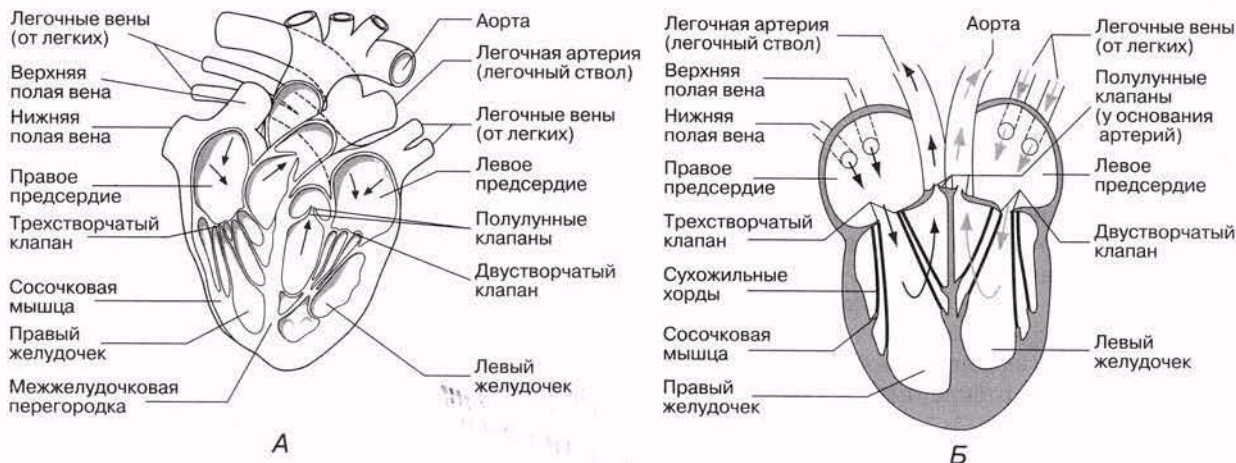 Легочные вены
(от легких)
Верхняя
полая вена
Нижняя
полая вена
Правое
предсердие
Трехстворчатый
клапан
Сосочковая
мышца
Правый
желудочек
Межжелудочковая
перегородка
Аорта
Легочная артерия
(легочный ствол)
Легочные вены
(от легких)
Левое
предсердие
Полулунные
клапаны
Двустворчатый
клапан
Левый
желудочек
А
Легочная артерия
(легочный ствол)
Верхняя
полая вена
Нижняя
полая вена
Правое
предсердие
Трехстворчатый
клапан
Сухожильные
хорды
Сосочковая
мышца
Правый
желудочек
Аорта
Легочные вены
(от легких)
Полулунные
клапаны
(у основания
артерий)
Левое
предсердие
Двустворчатый
клапан
Левый
желудочек
Б